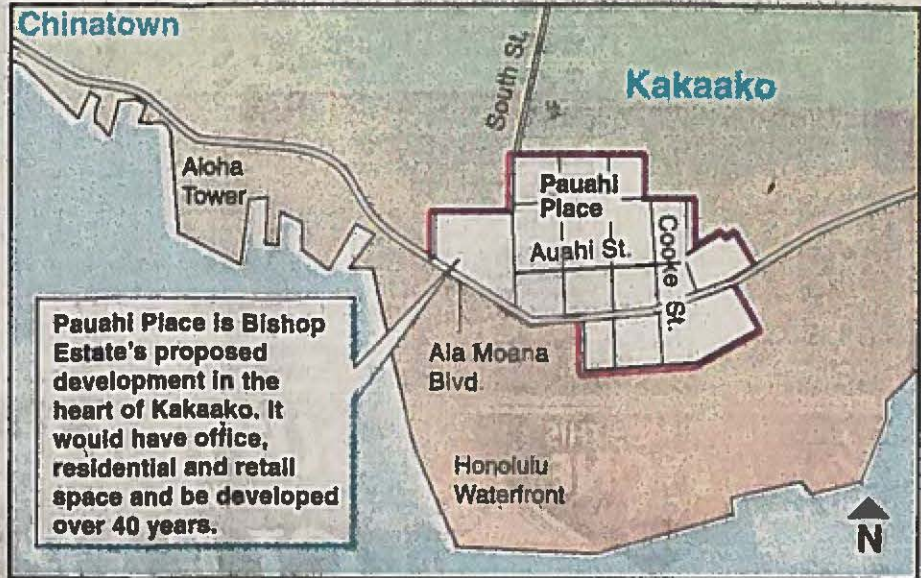 Chinatown
South St.
Kakaako
Aloha
Tower
Pauahi
Place
Auahi St.
Cooke St.
Pauahi Place is Bishop
Estate's proposed
development in the
heart of Kakaako. It
would have office,
residential and retail
space and be developed
over 40 years.
Ala Moana
Blvd
Honolulu
Waterfront
N